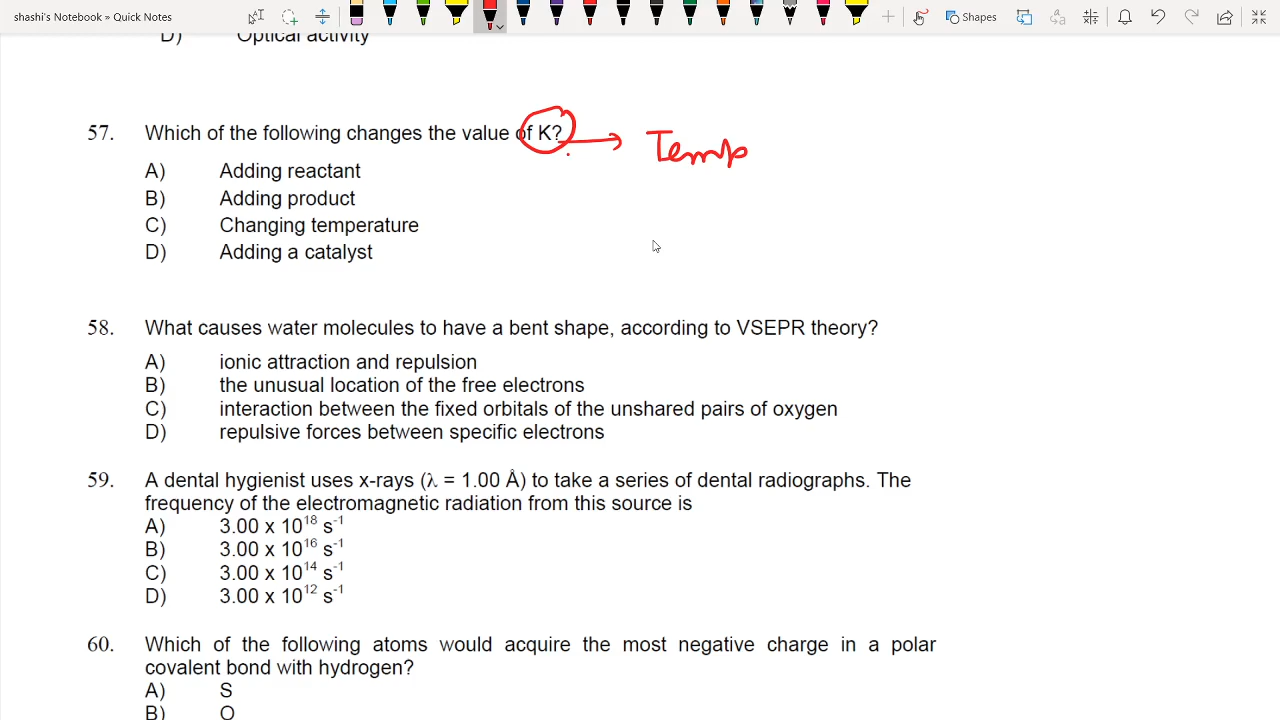 shashi's Notebook » Quick Notes
Shapes
D) Optical activity
57. Which of the following changes the value of K? Temp
A) Adding reactant
B) Adding product
C) Changing temperature
D) Adding a catalyst
58. What causes water molecules to have a bent shape, according to VSEPR theory?
A) ionic attraction and repulsion
B) the unusual location of the free electrons
C) interaction between the fixed orbitals of the unshared pairs of oxygen
D) repulsive forces between specific electrons
59. A dental hygienist uses x-rays (λ = 1.00 Å) to take a series of dental radiographs. The
frequency of the electromagnetic radiation from this source is
A) 3.00 x 10¹⁸ s⁻¹
B) 3.00 x 10¹⁶ s⁻¹
C) 3.00 x 10¹⁴ s⁻¹
D) 3.00 x 10¹² s⁻¹
60. Which of the following atoms would acquire the most negative charge in a polar
covalent bond with hydrogen?
A) S
B) O